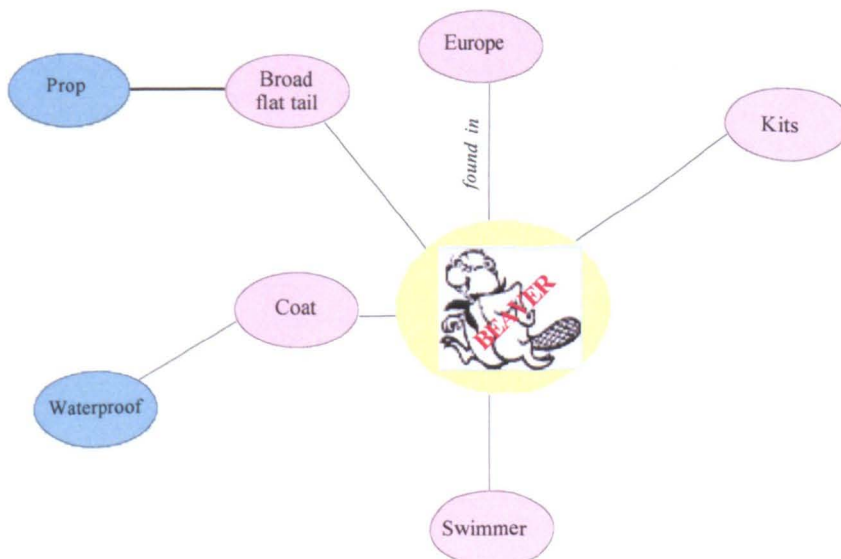 Europe
Prop
Broad
flat tail
Kits
found in
BEAVER
Coat
Waterproof
Swimmer